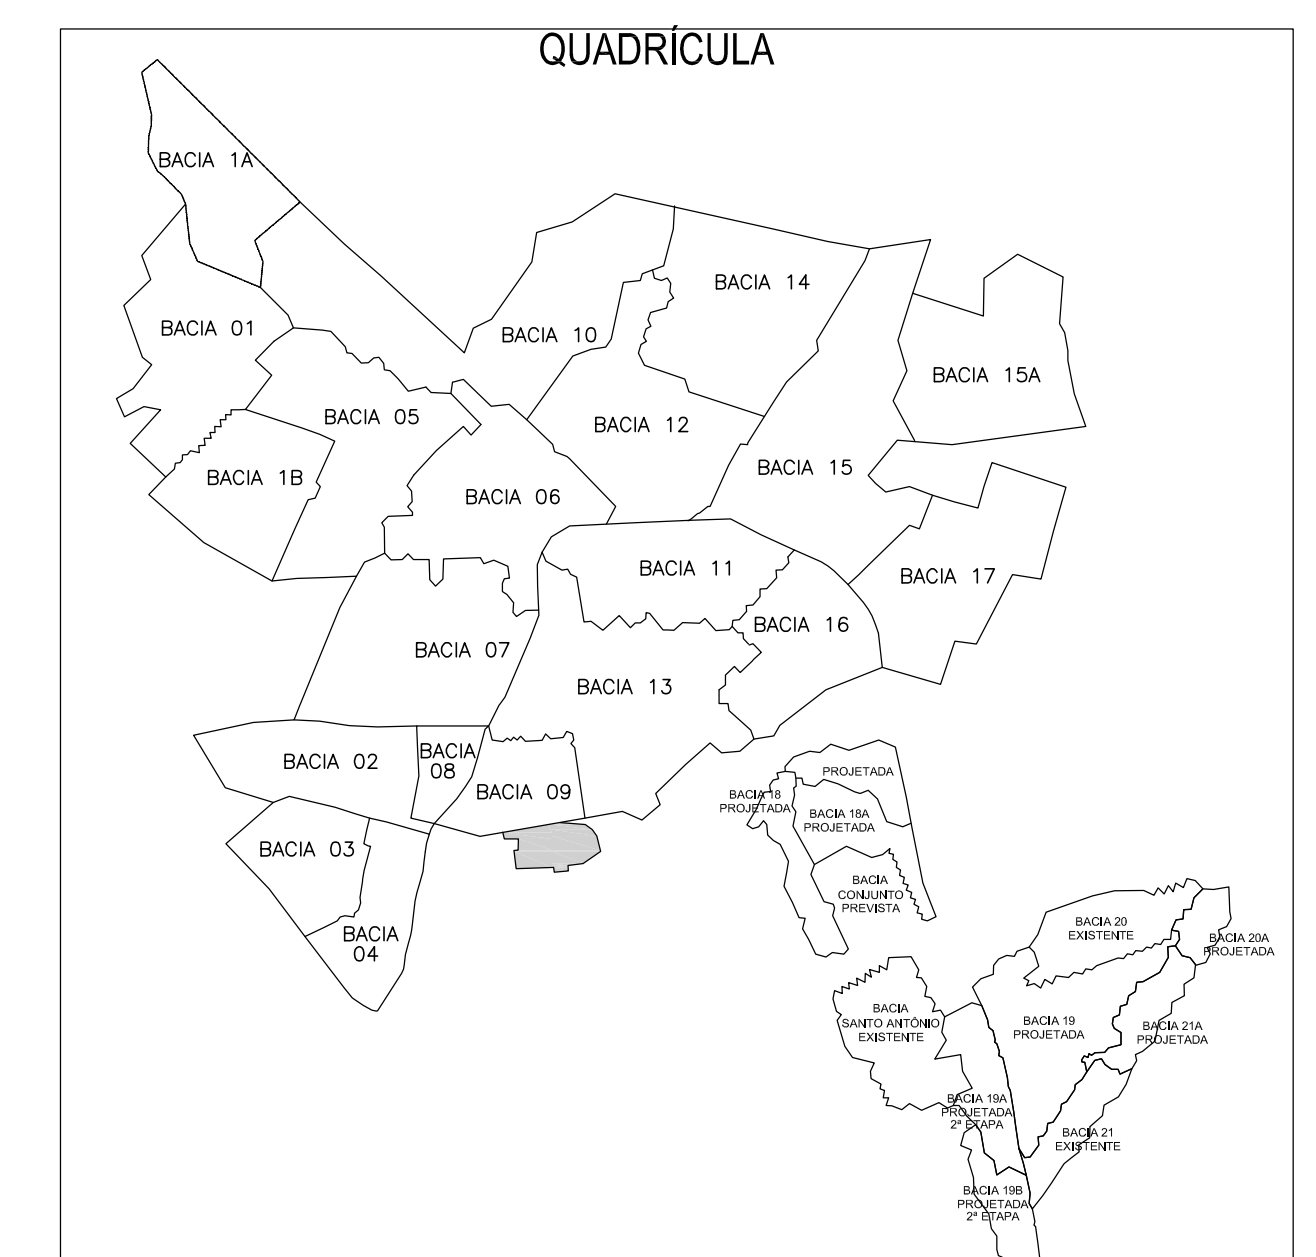 QUADRÍCULA
BACIA 1A
BACIA 14
BACIA 01
BACIA 10
BACIA 15A
BACIA 05
BACIA 12
BACIA 15
BACIA 1B
BACIA 06
BACIA 11
BACIA 17
BACIA 16
BACIA 07
BACIA 13
BACIA 02
BACIA
08
BACIA 09
PROJETADA
BACIA 18
PROJETADA
BACIA 18A
PROJETADA
BACIA 03
BACIA
CONJUNTO
PREVISTA
BACIA
04
BACIA 20
EXISTENTE
BACIA 20A
PROJETADA
BACIA
SANTO ANTÔNIO
EXISTENTE
BACIA 19
PROJETADA
BACIA 21A
PROJETADA
BACIA 19A
PROJETADA
2ª ETAPA
BACIA 21
EXISTENTE
BACIA 19B
PROJETADA
2ª ETAPA